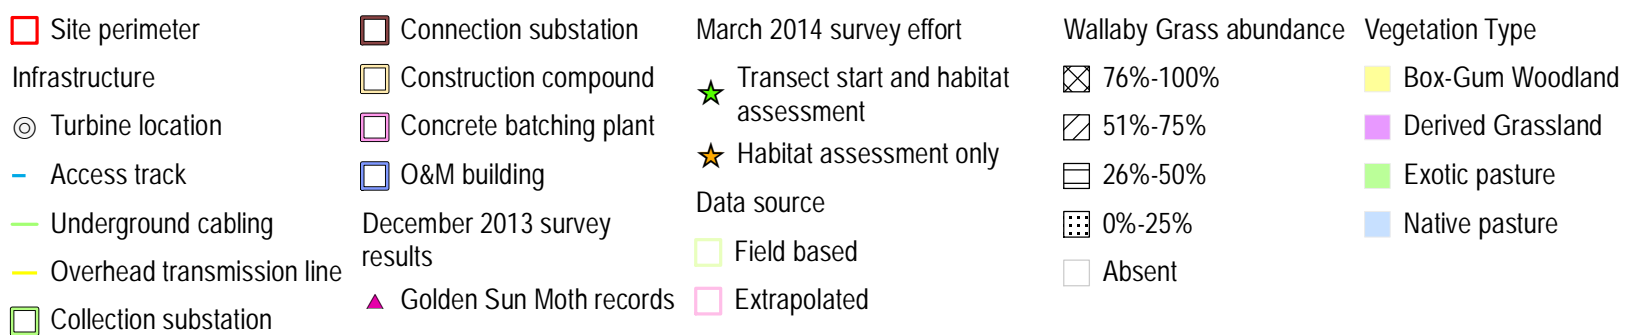 Site perimeter
Infrastructure
Turbine location
Access track
Underground cabling
Overhead transmission line
Collection substation
Connection substation
Construction compound
Concrete batching plant
O&M building
December 2013 survey
results
Golden Sun Moth records
March 2014 survey effort
Transect start and habitat
assessment
Habitat assessment only
Data source
Field based
Extrapolated
Wallaby Grass abundance
76%-100%
51%-75%
26%-50%
0%-25%
Absent
Vegetation Type
Box-Gum Woodland
Derived Grassland
Exotic pasture
Native pasture